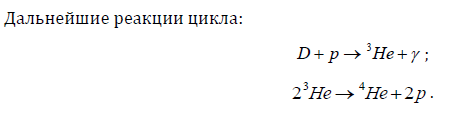 Дальнейшие реакции цикла:
D + p → ³He + γ ;
2³He → ⁴He + 2p .